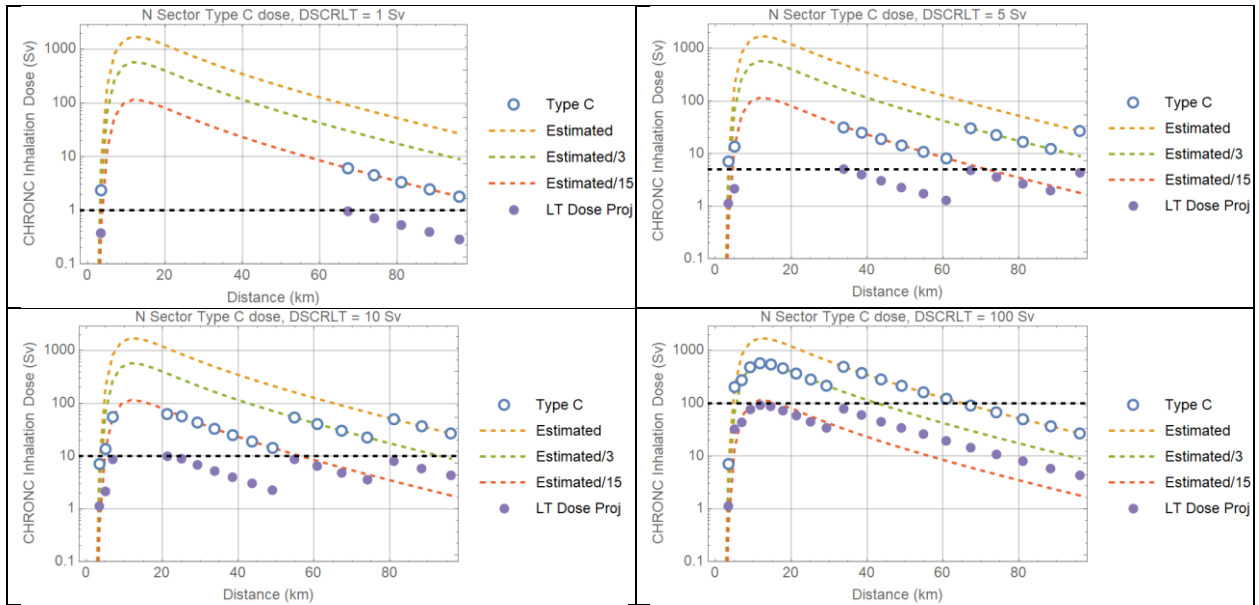 N Sector Type C dose, DSCRLT = 1 Sv
CHRONC Inhalation Dose (Sv)
1000
100
10
1
0.1
0
20
40
60
80
Distance (km)
Type C
Estimated
Estimated/3
Estimated/15
LT Dose Proj
N Sector Type C dose, DSCRLT = 5 Sv
CHRONC Inhalation Dose (Sv)
1000
100
10
1
0.1
0
20
40
60
80
Distance (km)
Type C
Estimated
Estimated/3
Estimated/15
LT Dose Proj
N Sector Type C dose, DSCRLT = 10 Sv
CHRONC Inhalation Dose (Sv)
1000
100
10
1
0.1
0
20
40
60
80
Distance (km)
Type C
Estimated
Estimated/3
Estimated/15
LT Dose Proj
N Sector Type C dose, DSCRLT = 100 Sv
CHRONC Inhalation Dose (Sv)
1000
100
10
1
0.1
0
20
40
60
80
Distance (km)
Type C
Estimated
Estimated/3
Estimated/15
LT Dose Proj